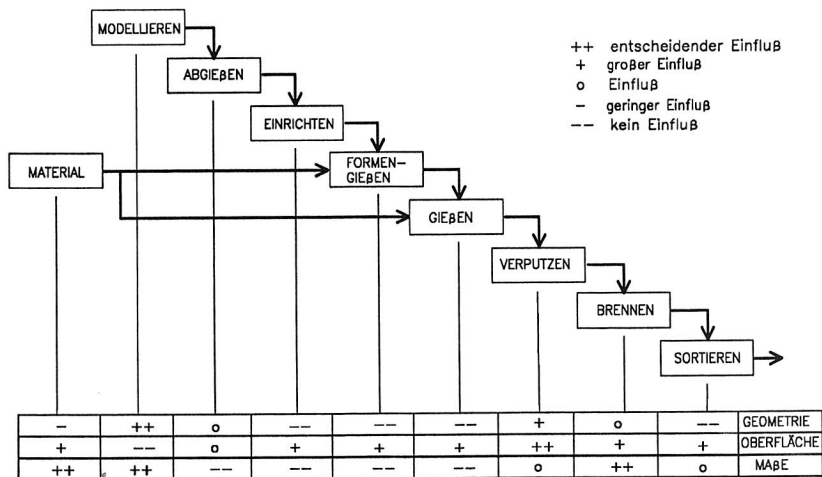 MODELLIEREN
ABGIEßEN
EINRICHTEN
MATERIAL
FORMEN-
GIEßEN
GIEßEN
VERPUTZEN
BRENNEN
SORTIEREN
++ entscheidender Einfluß
+ großer Einfluß
o Einfluß
- geringer Einfluß
-- kein Einfluß
- ++ o -- -- -- + o -- GEOMETRIE
+ -- o + + + ++ + + OBERFLÄCHE
++ ++ -- -- -- -- o ++ o MAßE